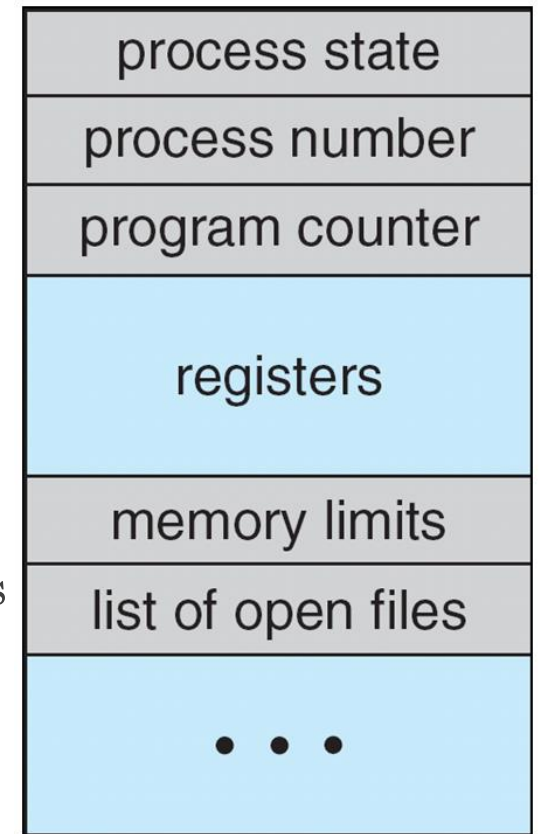 process state
process number
program counter
registers
memory limits
s
list of open files
• • •